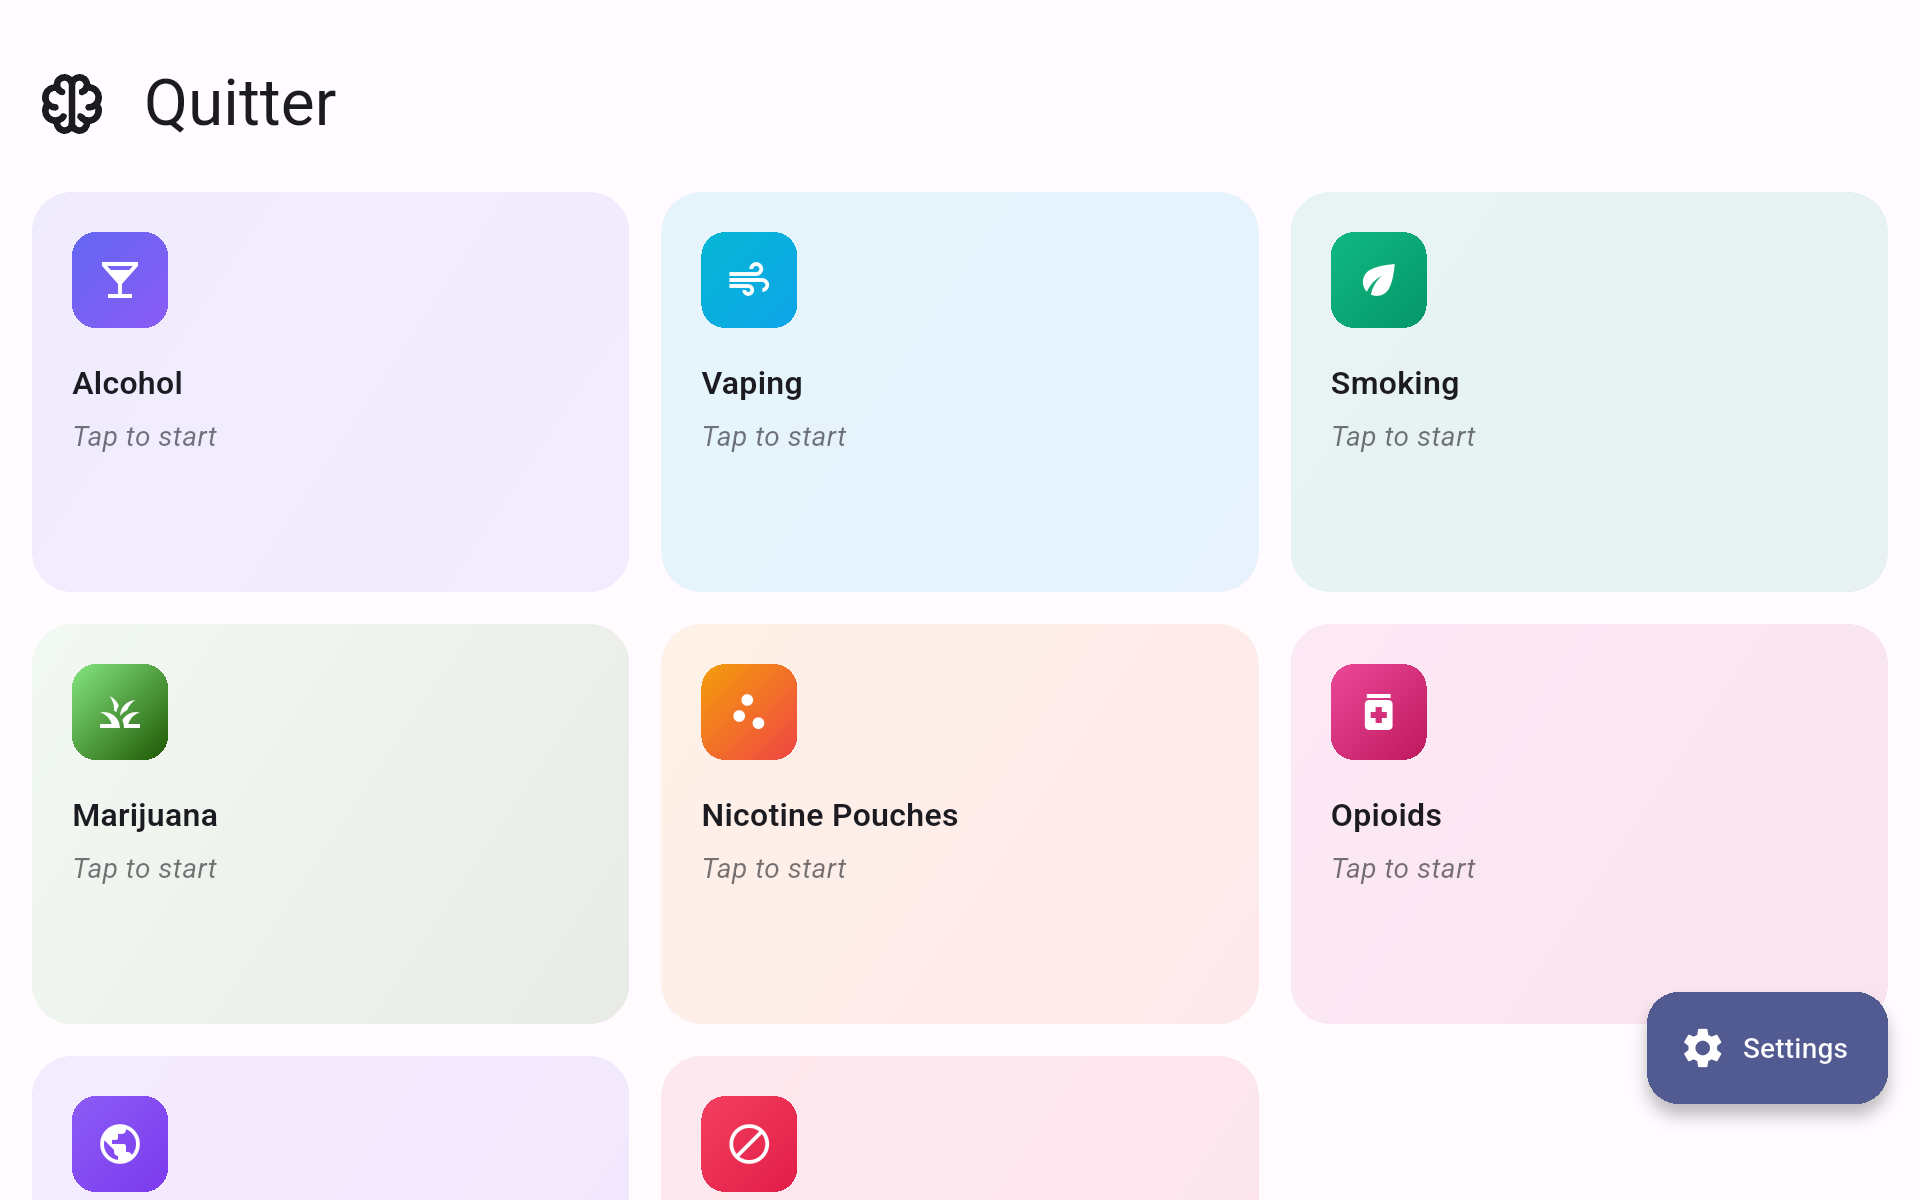 Quitter
Alcohol
Tap to start
Vaping
Tap to start
Smoking
Tap to start
Marijuana
Tap to start
Nicotine Pouches
Tap to start
Opioids
Tap to start
Settings